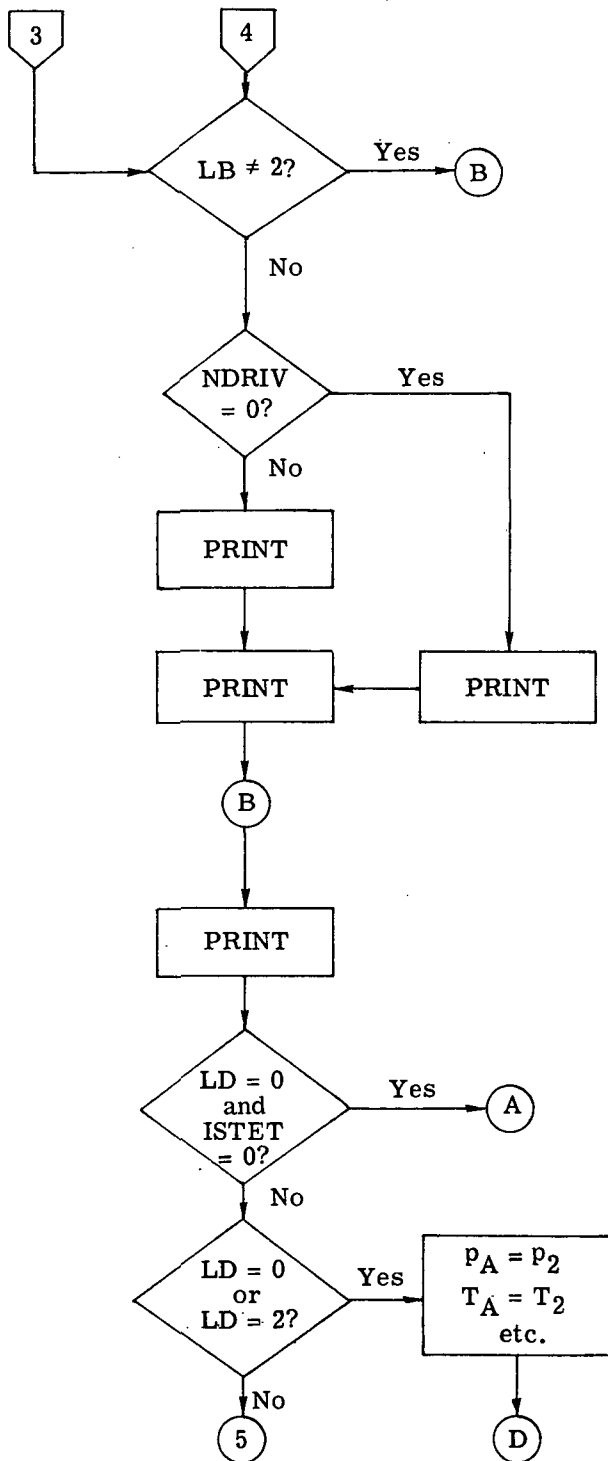 3
4
LB ≠ 2?
Yes
B
No
NDRIV
= 0?
Yes
No
PRINT
PRINT
PRINT
B
PRINT
LD = 0
and
ISTET
= 0?
Yes
A
No
LD = 0
or
LD = 2?
Yes
p_A = p_2
T_A = T_2
etc.
No
5
D